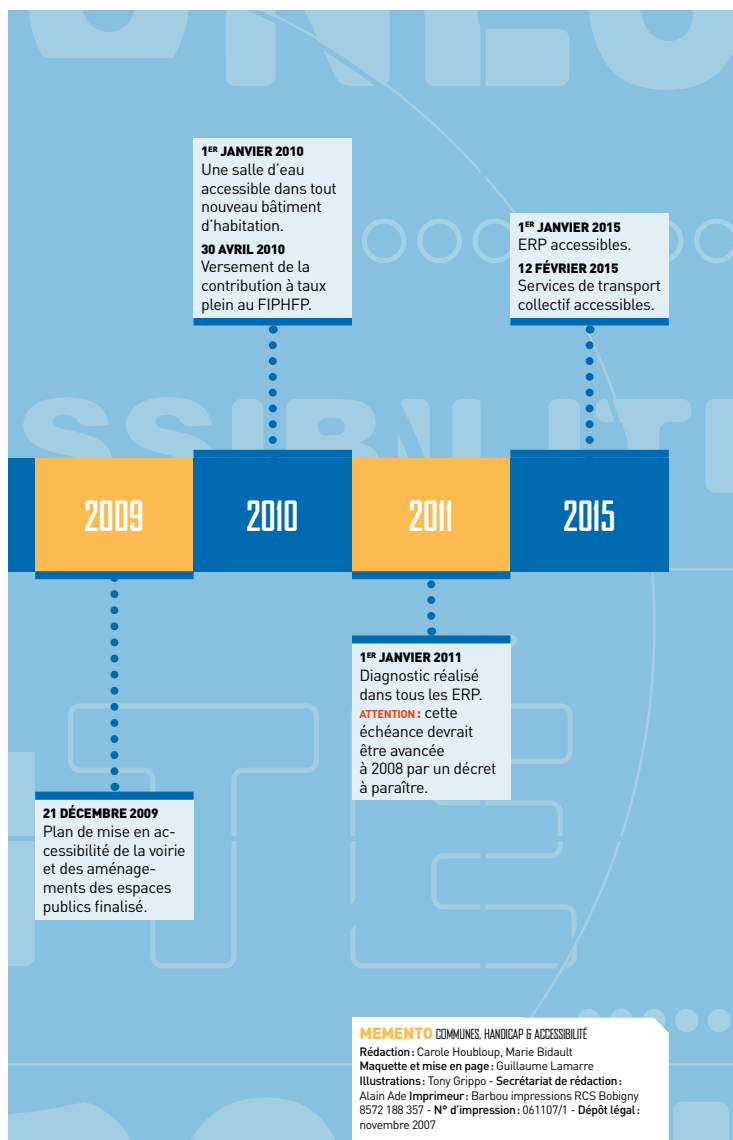 1ER JANVIER 2010
Une salle d'eau
accessible dans tout
nouveau bâtiment
d'habitation.
30 AVRIL 2010
Versement de la
contribution à taux
plein au FIPHFP.
1ER JANVIER 2015
ERP accessibles.
12 FÉVRIER 2015
Services de transport
collectif accessibles.
2009
2010
2011
2015
1ER JANVIER 2011
Diagnostic réalisé
dans tous les ERP.
ATTENTION : cette
échéance devrait
être avancée
à 2008 par un décret
à paraître.
21 DÉCEMBRE 2009
Plan de mise en ac-
cessibilité de la voirie
et des aménage-
ments des espaces
publics finalisé.
MEMENTO COMMUNES, HANDICAP & ACCESSIBILITÉ
Rédaction : Carole Houbloup, Marie Bidault
Maquette et mise en page : Guillaume Lamarre
Illustrations : Tony Grippo - Secrétariat de rédaction :
Alain Ade Imprimeur : Barbou impressions RCS Bobigny
8572 188 357 - N° d'impression : 061107/1 - Dépôt légal :
novembre 2007